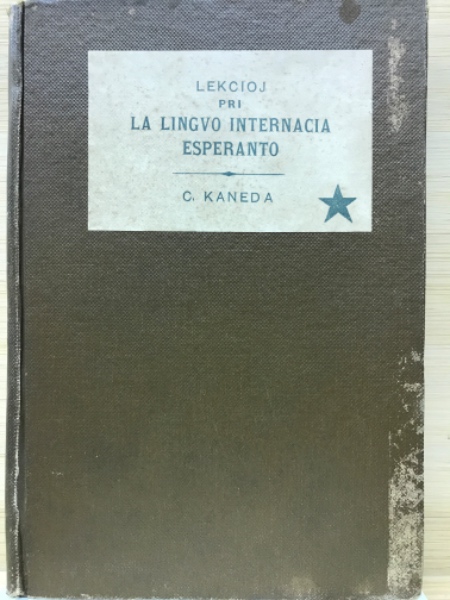 LEKCIOJ
PRI
LA LINGVO INTERNACIA
ESPERANTO
C. KANEDA